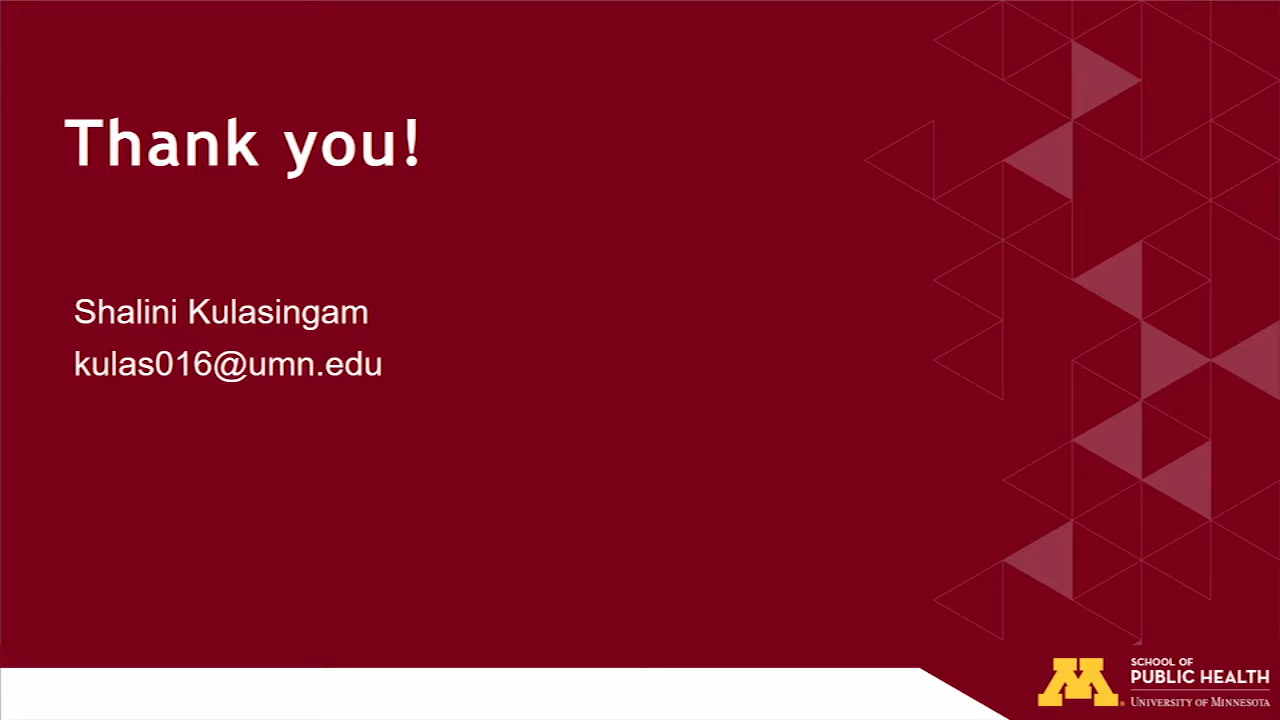 Thank you!
Shalini Kulasingam
kulas016@umn.edu
M
SCHOOL OF
PUBLIC HEALTH
UNIVERSITY OF MINNESOTA